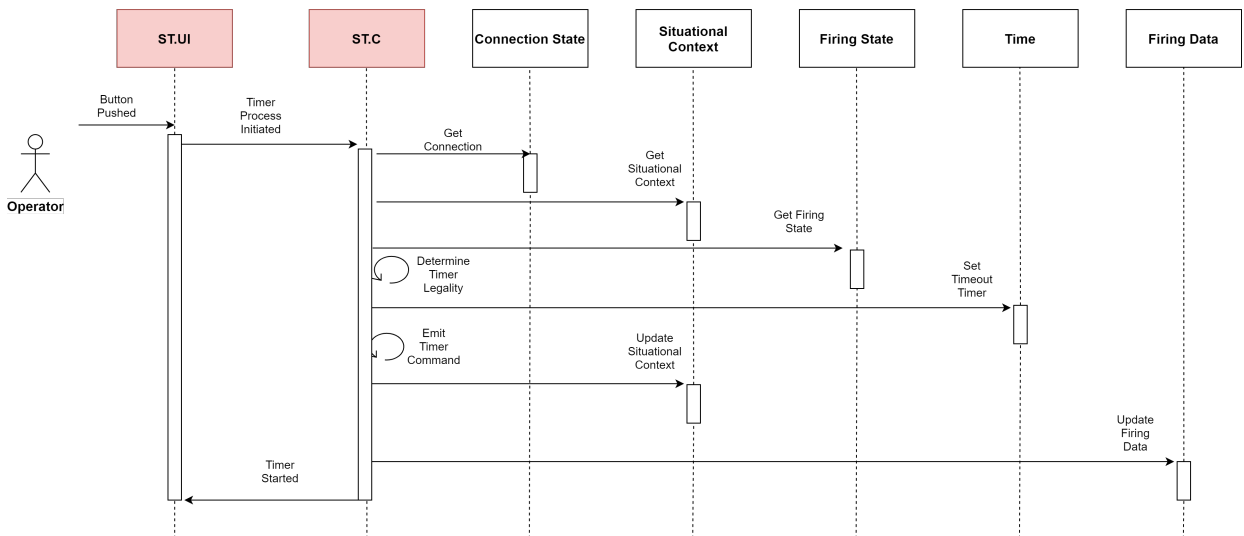 ST.UI
ST.C
Connection State
Situational
Context
Firing State
Time
Firing Data
Button
Pushed
Timer
Process
Initiated
Get
Connection
Get
Situational
Context
Operator
Get Firing
State
Determine
Timer
Legality
Set
Timeout
Timer
Emit
Timer
Command
Update
Situational
Context
Update
Firing
Data
Timer
Started